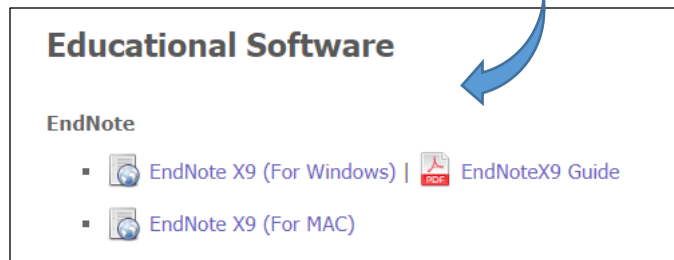 Educational Software
EndNote
EndNote X9 (For Windows) | PDF EndNoteX9 Guide
EndNote X9 (For MAC)